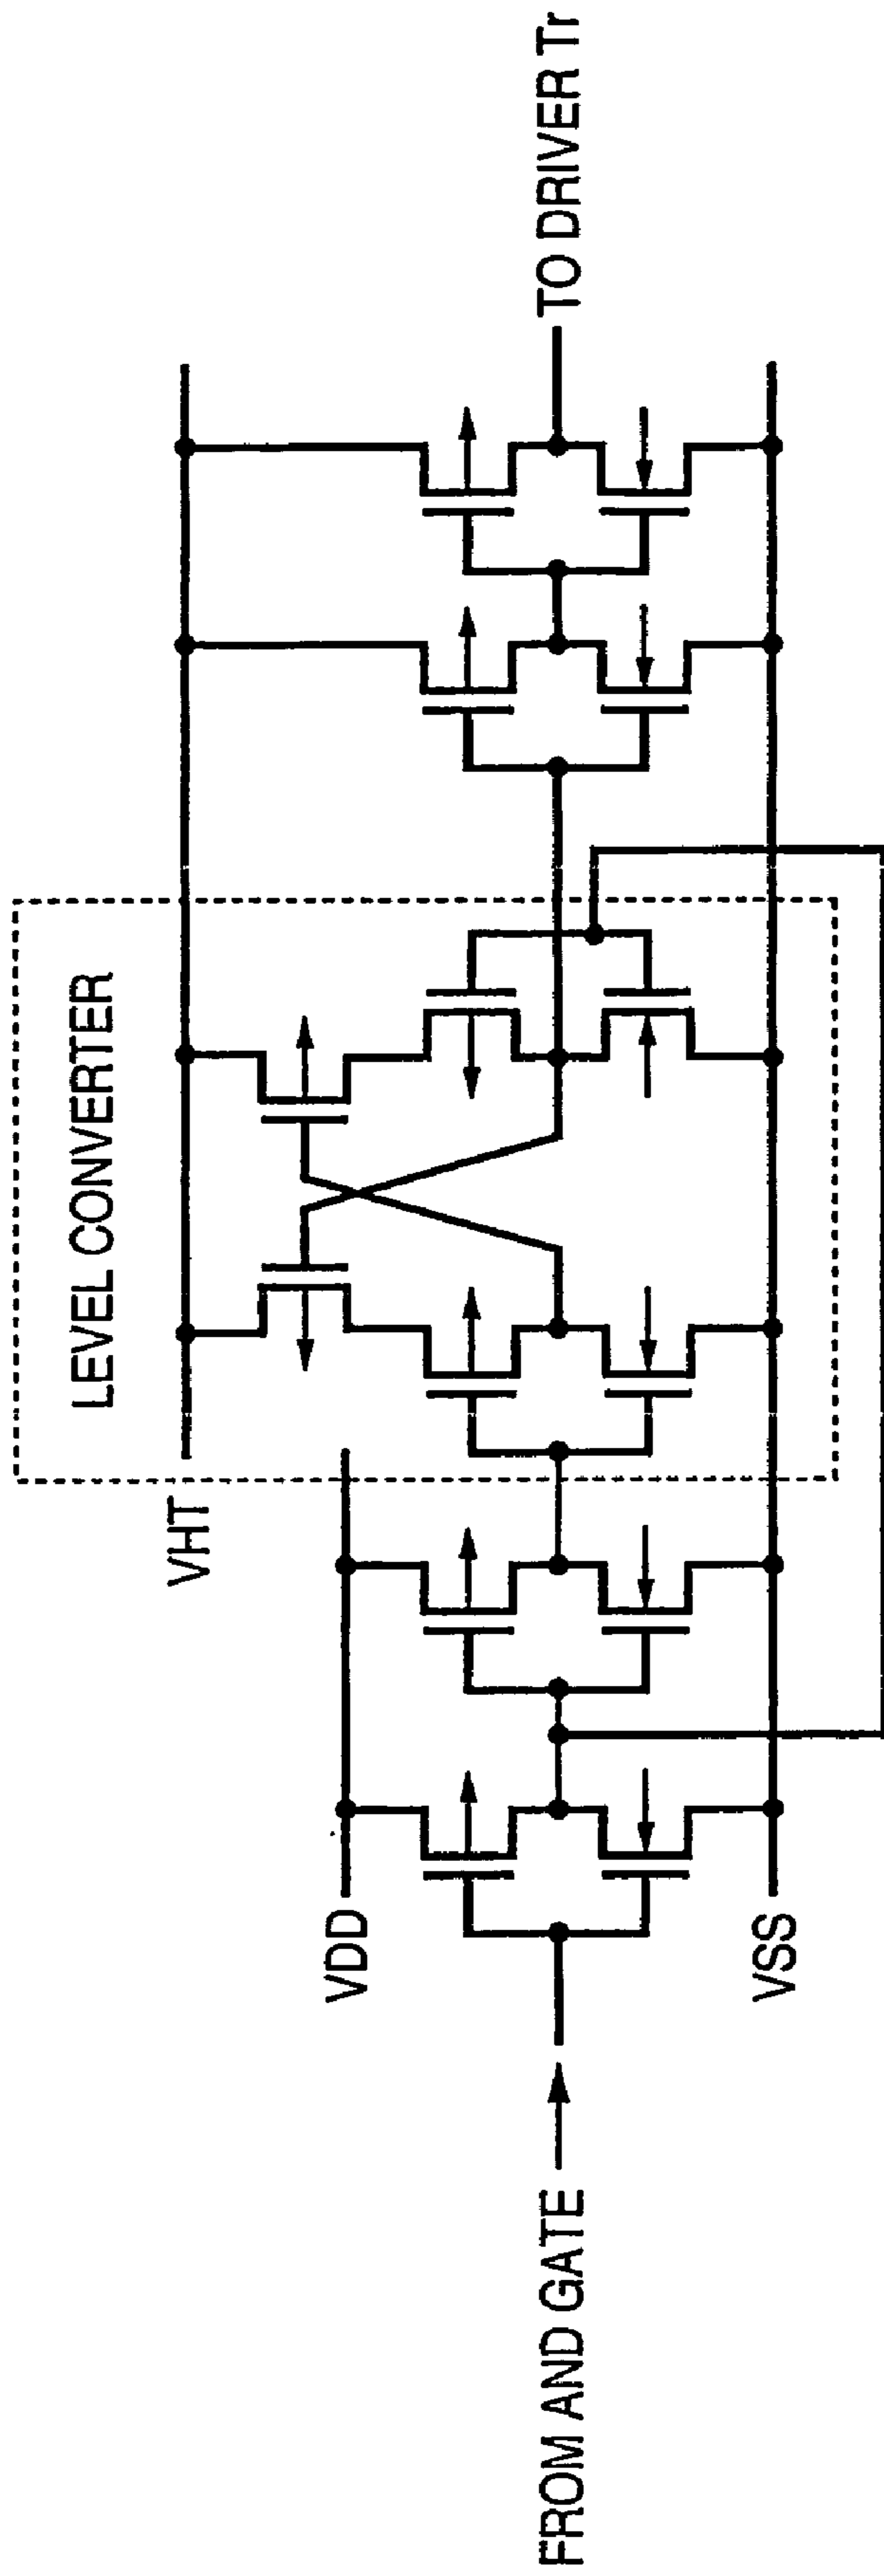 LEVEL CONVERTER
VHT
VDD
VSS
FROM AND GATE
TO DRIVER Tr